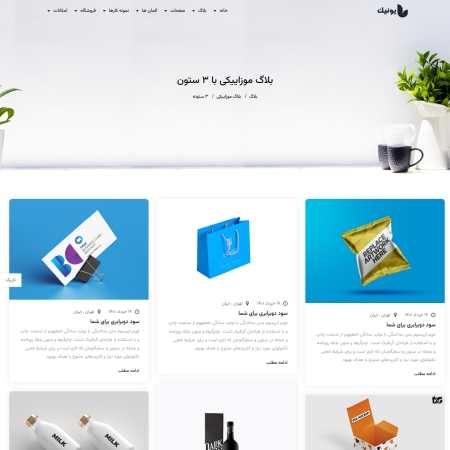 یونیک
خانه
بلاگ
صفحات
المان ها
نمونه کارها
فروشگاه
امکانات
بلاگ موزاییکی با ۳ ستون
بلاگ / بلاگ موزاییکی / ۳ ستونه
REPLACE
ARTWORK
HERE
۱۹ خرداد ۱۴۰۱ تهران ، ایران
سود دوبرابری برای شما
لورم ایپسوم متن ساختگی با تولید سادگی نامفهوم از صنعت چاپ
و با استفاده از طراحان گرافیک است. چاپگرها و متون بلکه روزنامه
و مجله در ستون و سطرآنچنان که لازم است و برای شرایط فعلی
تکنولوژی مورد نیاز و کاربردهای متنوع با هدف بهبود
ادامه مطلب
۱۹ خرداد ۱۴۰۱ تهران ، ایران
سود دوبرابری برای شما
لورم ایپسوم متن ساختگی با تولید سادگی نامفهوم از صنعت چاپ
و با استفاده از طراحان گرافیک است. چاپگرها و متون بلکه روزنامه
و مجله در ستون و سطرآنچنان که لازم است و برای شرایط فعلی
تکنولوژی مورد نیاز و کاربردهای متنوع با هدف بهبود
ادامه مطلب
۱۹ خرداد ۱۴۰۱ تهران ، ایران
سود دوبرابری برای شما
لورم ایپسوم متن ساختگی با تولید سادگی نامفهوم از صنعت چاپ
و با استفاده از طراحان گرافیک است. چاپگرها و متون بلکه روزنامه
و مجله در ستون و سطرآنچنان که لازم است و برای شرایط فعلی
تکنولوژی مورد نیاز و کاربردهای متنوع با هدف بهبود
ادامه مطلب
DARK
MILK
MILK